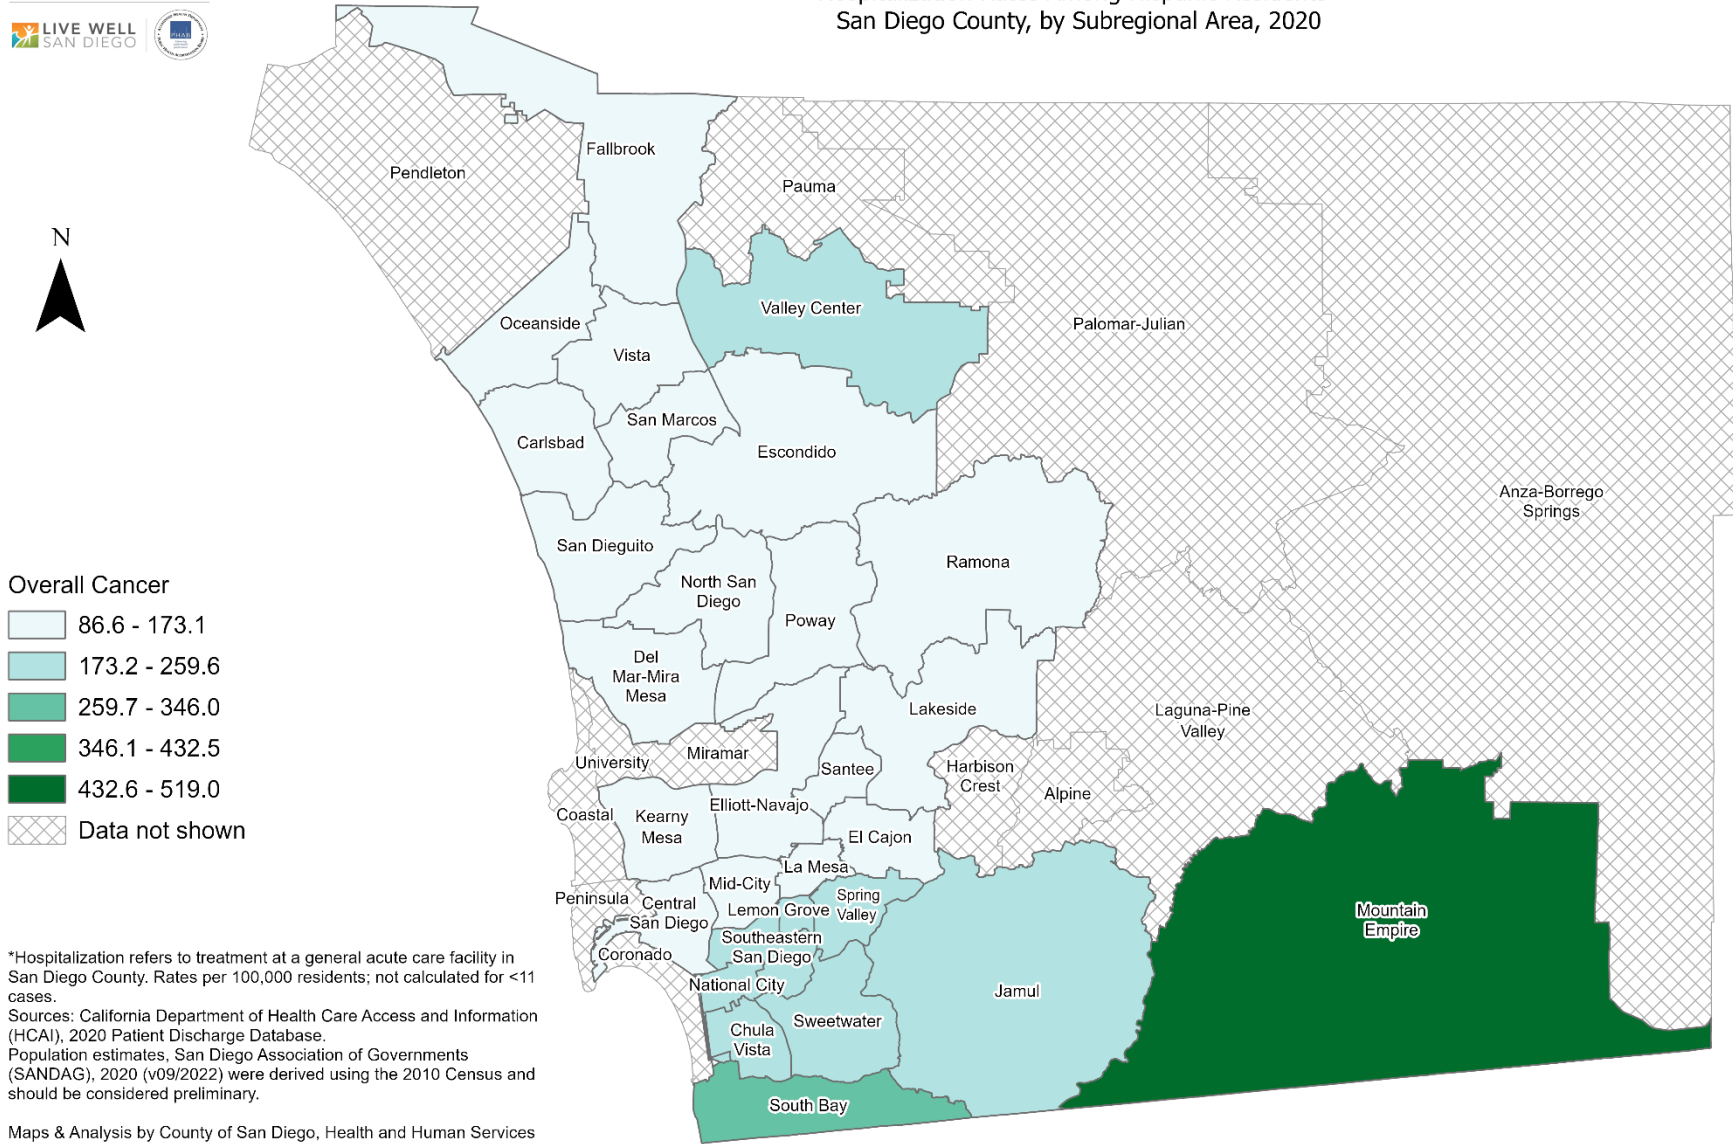 LIVE WELL
SAN DIEGO
PHAB
San Diego County, by Subregional Area, 2020
N
Fallbrook
Pendleton
Pauma
Valley Center
Oceanside
Palomar-Julian
Vista
San Marcos
Carlsbad
Escondido
Anza-Borrego
Springs
San Dieguito
Ramona
North San
Diego
Poway
Del
Mar-Mira
Mesa
Lakeside
Laguna-Pine
Valley
Miramar
University
Santee
Harbison
Crest
Alpine
Coastal
Elliott-Navajo
Kearny
Mesa
El Cajon
La Mesa
Mid-City
Spring
Valley
Peninsula
Central
San Diego
Lemon Grove
Mountain
Empire
Southeastern
San Diego
Coronado
National City
Jamul
Sweetwater
Chula
Vista
South Bay
Overall Cancer
86.6 - 173.1
173.2 - 259.6
259.7 - 346.0
346.1 - 432.5
432.6 - 519.0
Data not shown
*Hospitalization refers to treatment at a general acute care facility in
San Diego County. Rates per 100,000 residents; not calculated for <11
cases.
Sources: California Department of Health Care Access and Information
(HCAI), 2020 Patient Discharge Database.
Population estimates, San Diego Association of Governments
(SANDAG), 2020 (v09/2022) were derived using the 2010 Census and
should be considered preliminary.
Maps & Analysis by County of San Diego, Health and Human Services